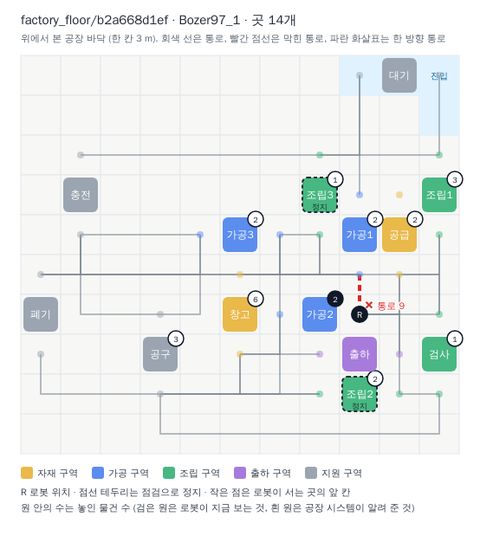 factory_floor/b2a668d1ef · Bozer97_1 · 곳 14개
위에서 본 공장 바닥 (한 칸 3 m). 회색 선은 통로, 빨간 점선은 막힌 통로, 파란 화살표는 한 방향 통로
대기
전립
충전
조립3
1
정지
조립1
3
가공3
2
가공1
2
공급
2
폐기
창고
6
가공2
2
통로 9
R
공구
3
출하
검사
1
조립2
2
정지
자재 구역 가공 구역 조립 구역 출하 구역 지원 구역
R 로봇 위치 · 점선 테두리는 점검으로 정지 · 작은 점은 로봇이 서는 곳의 앞 칸
원 안의 수는 놓인 물건 수 (검은 원은 로봇이 지금 보는 것, 흰 원은 공장 시스템이 알려 준 것)